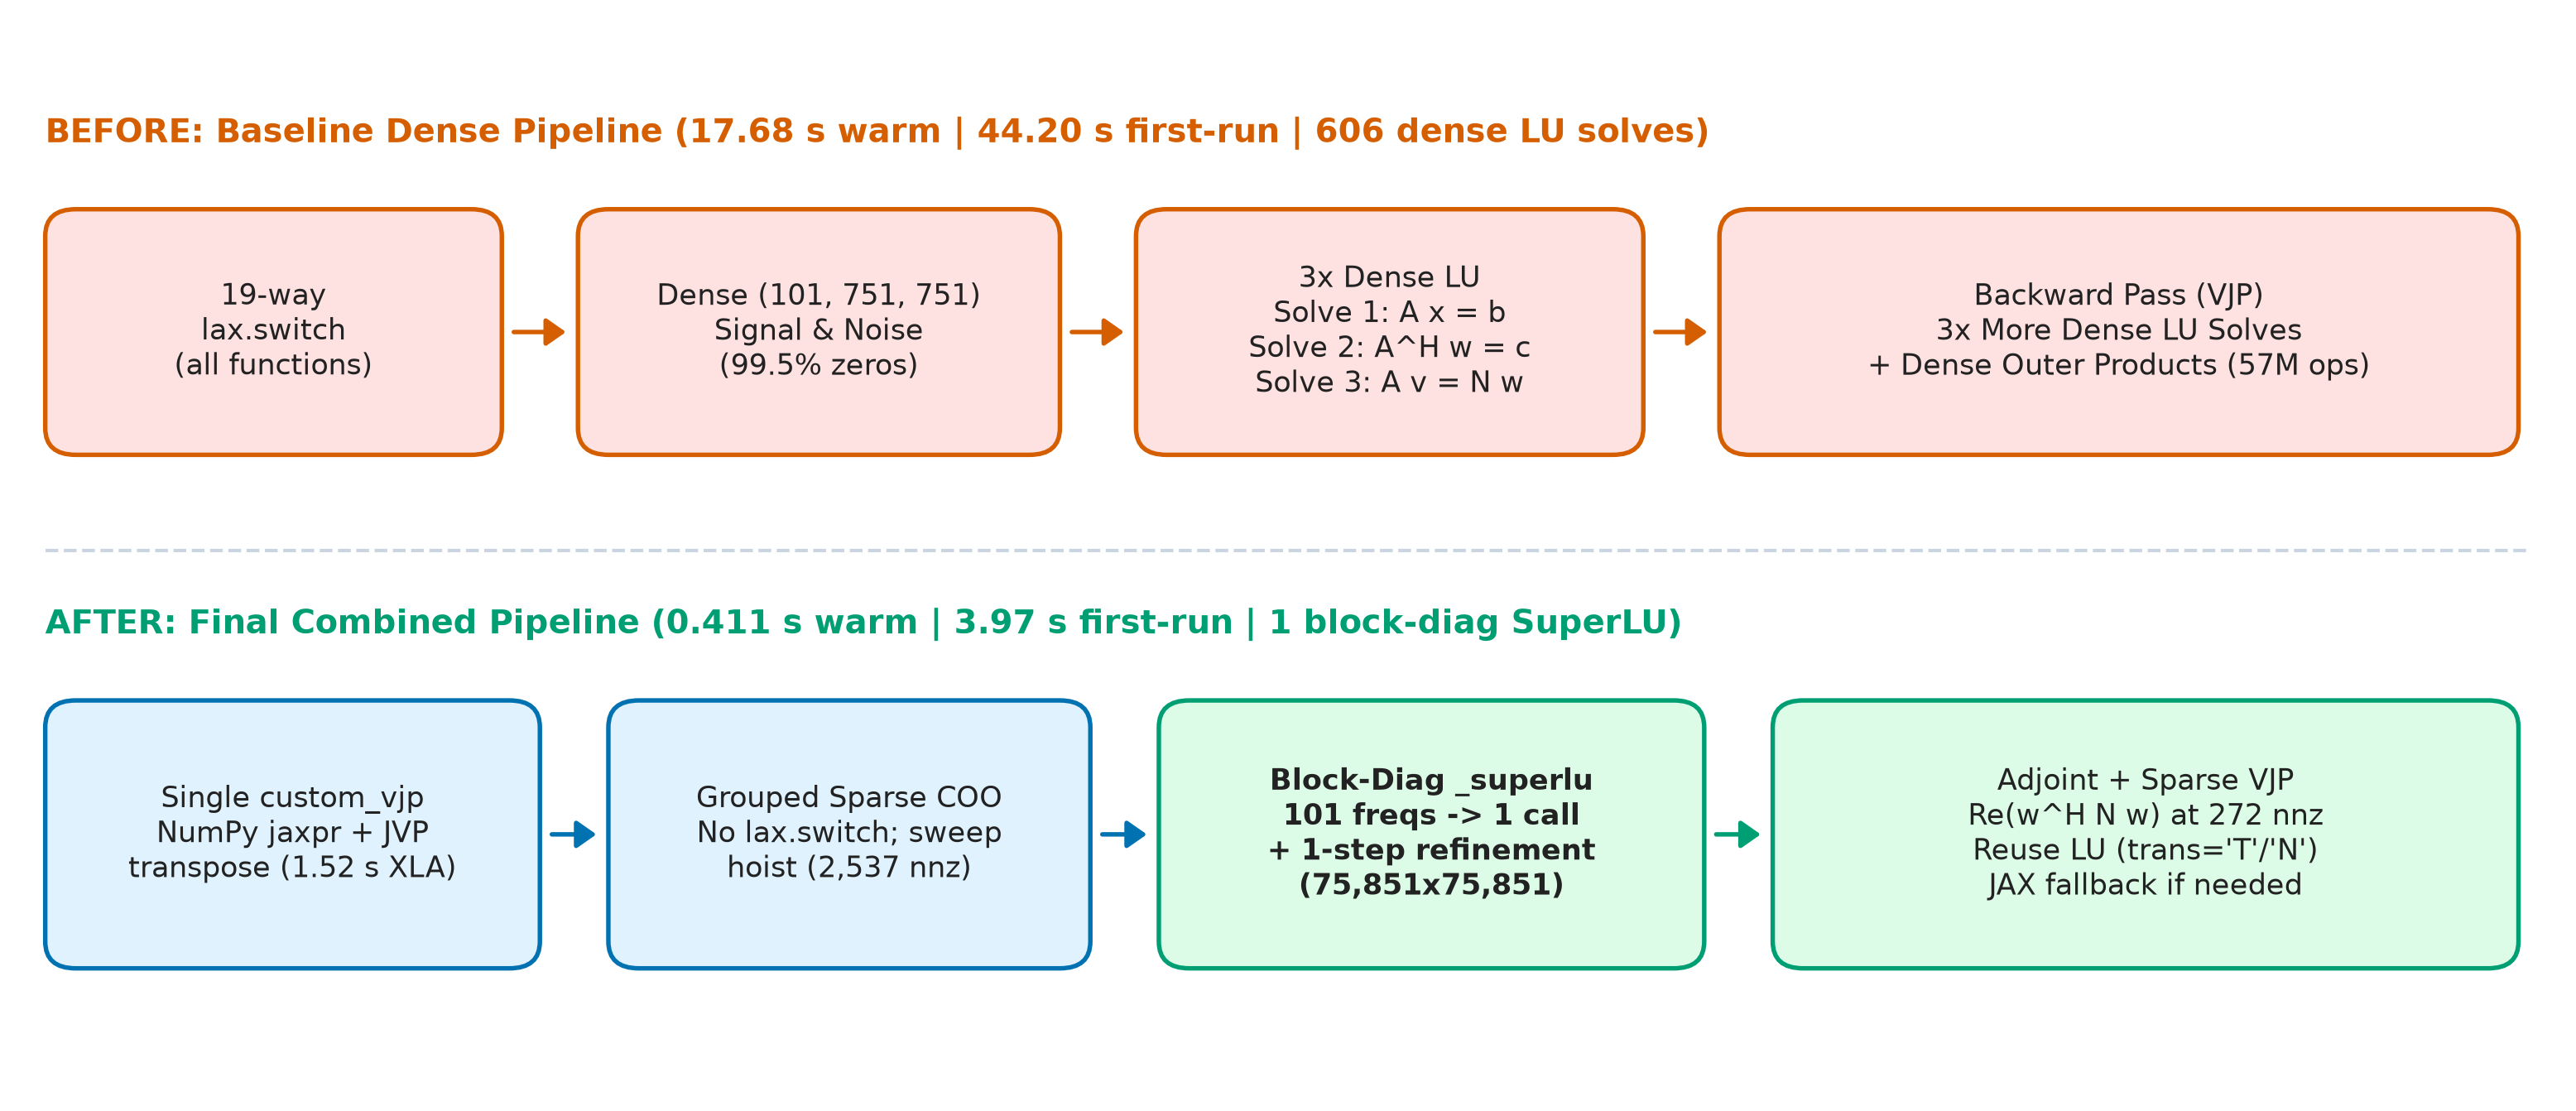 BEFORE: Baseline Dense Pipeline (17.68 s warm | 44.20 s first-run | 606 dense LU solves)
19-way
lax.switch
(all functions)
Dense (101, 751, 751)
Signal & Noise
(99.5% zeros)
3x Dense LU
Solve 1: A x = b
Solve 2: A^H w = c
Solve 3: A v = N w
Backward Pass (VJP)
3x More Dense LU Solves
+ Dense Outer Products (57M ops)
AFTER: Final Combined Pipeline (0.411 s warm | 3.97 s first-run | 1 block-diag SuperLU)
Single custom_vjp
NumPy jaxpr + JVP
transpose (1.52 s XLA)
Grouped Sparse COO
No lax.switch; sweep
hoist (2,537 nnz)
Block-Diag _superlu
101 freqs -> 1 call
+ 1-step refinement
(75,851x75,851)
Adjoint + Sparse VJP
Re(w^H N w) at 272 nnz
Reuse LU (trans='T'/'N')
JAX fallback if needed